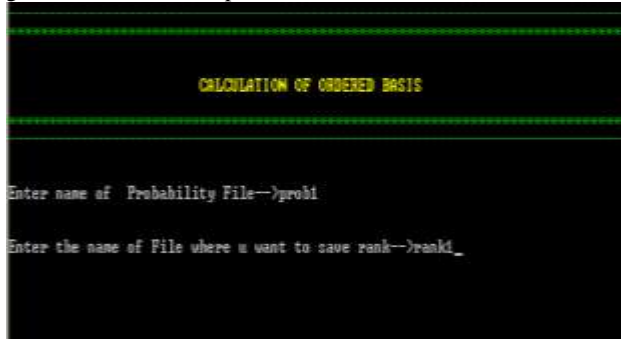 CALCULATION OF ORDERED BASIS
Enter name of Probability File-->prob1
Enter the name of File where u want to save rank-->rank1_